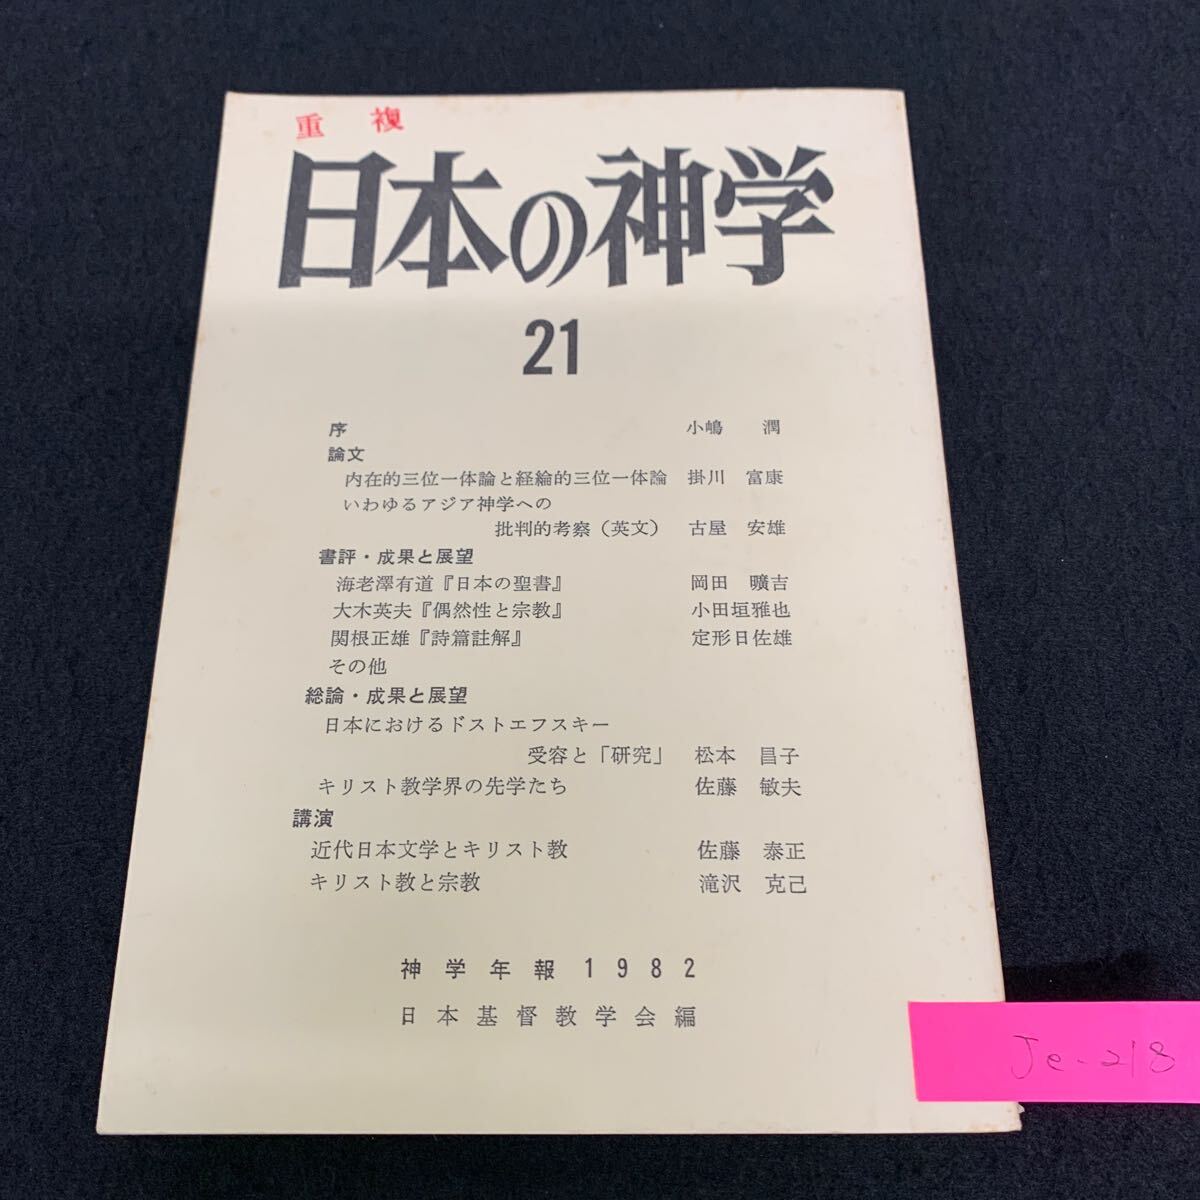 重複
日本の神学
21
序 小嶋 潤
論文
内在的三位一体論と経綸的三位一体論 掛川 富康
いわゆるアジア神学への
批判的考察(英文) 古屋 安雄
書評・成果と展望
海老澤有道『日本の聖書』 岡田 曠吉
大木英夫『偶然性と宗教』 小田垣雅也
関根正雄『詩篇註解』 定形日佐雄
その他
総論・成果と展望
日本におけるドストエフスキー
受容と「研究」 松本 昌子
キリスト教学界の先学たち 佐藤 敏夫
講演
近代日本文学とキリスト教 佐藤 泰正
キリスト教と宗教 滝沢 克己
神学年報1982
日本基督教学会編
Je-218